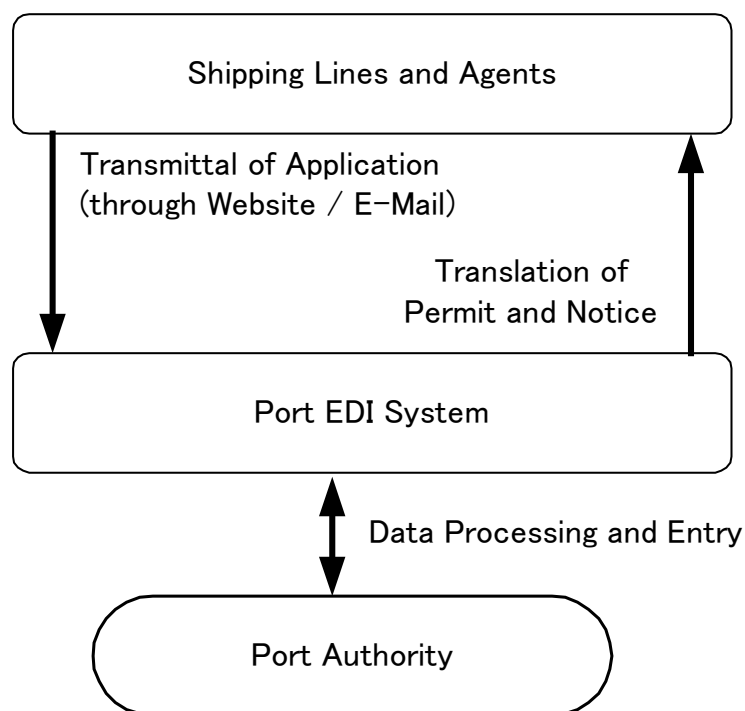 Shipping Lines and Agents
Transmittal of Application
(through Website / E-Mail)
Translation of
Permit and Notice
Port EDI System
Data Processing and Entry
Port Authority